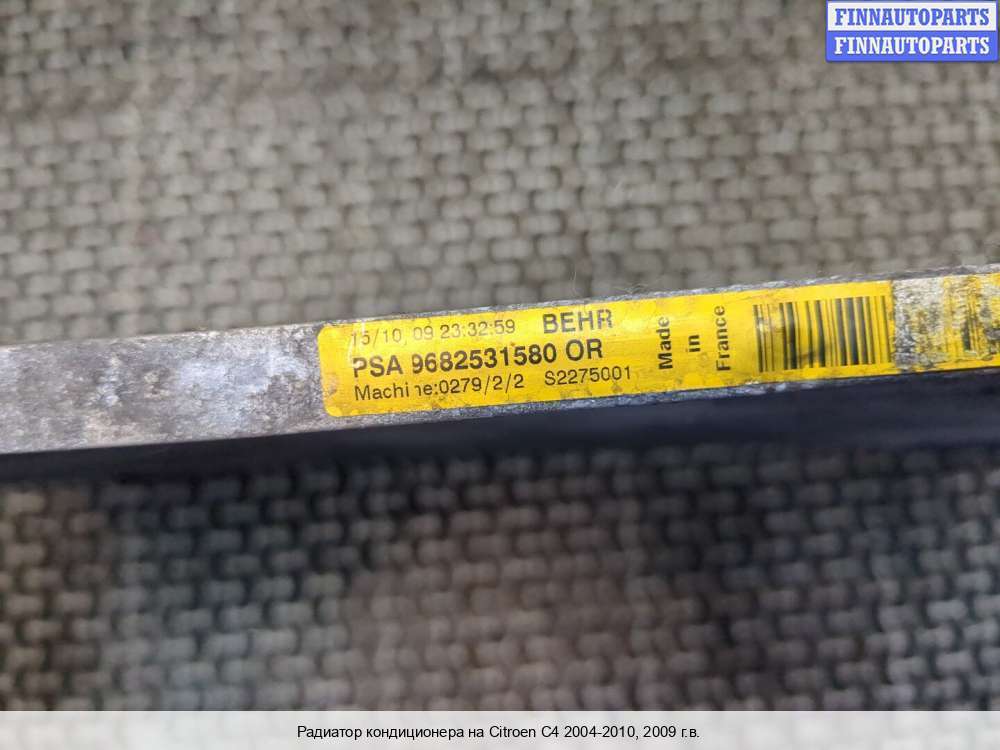 FINNAUTOPARTS
FINNAUTOPARTS
15/10/09 23:32:59 BEHR
PSA 9682531580 OR
Machine:0279/2/2 S2275001
Made
in
France
Радиатор кондиционера на Citroen C4 2004-2010, 2009 г.в.